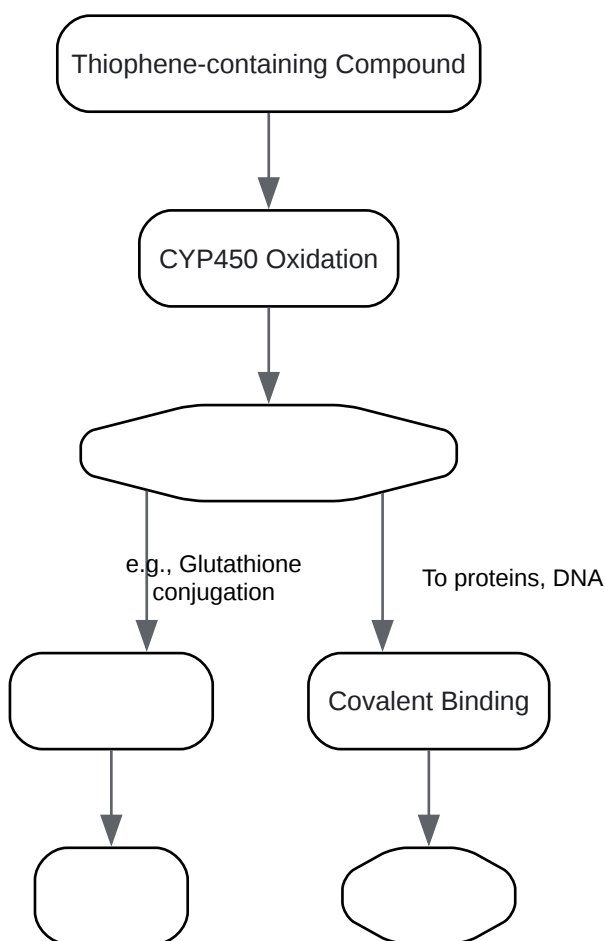 Thiophene-containing Compound
CYP450 Oxidation
e.g., Glutathione
conjugation
To proteins, DNA
Covalent Binding